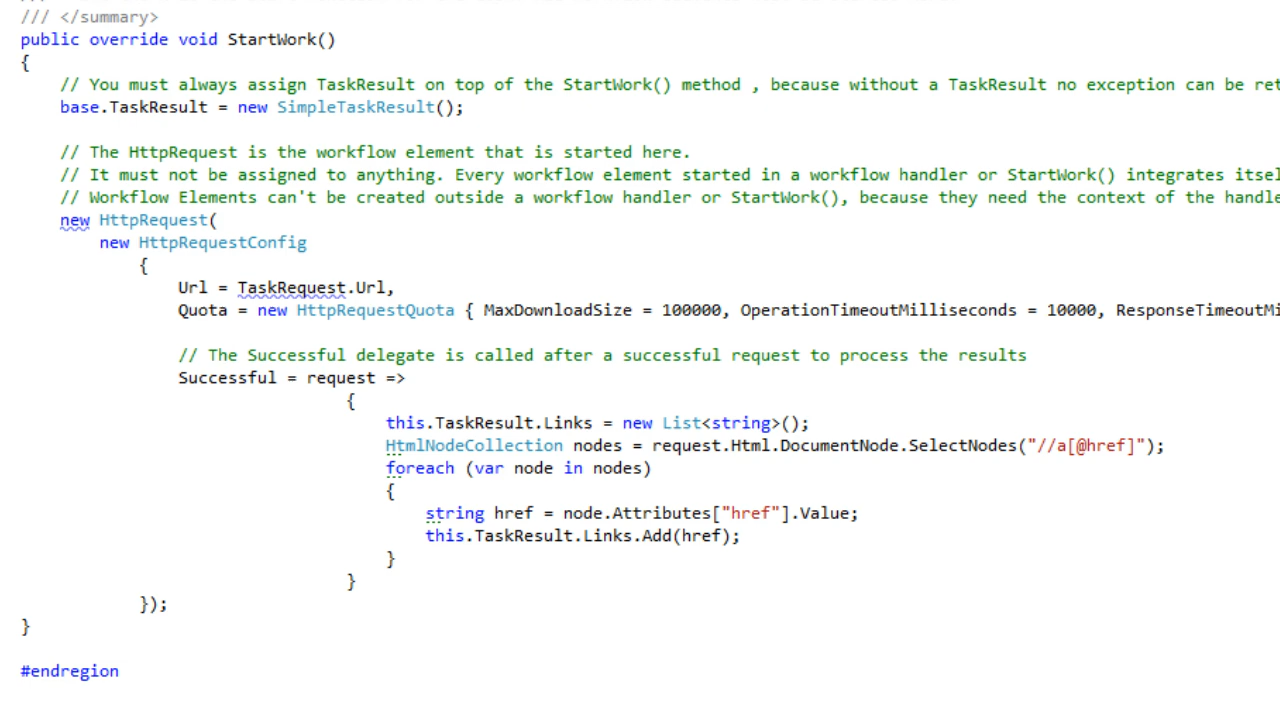 /// </summary>
public override void StartWork()
{
// You must always assign TaskResult on top of the StartWork() method , because without a TaskResult no exception can be ret
base.TaskResult = new SimpleTaskResult();
// The HttpRequest is the workflow element that is started here.
// It must not be assigned to anything. Every workflow element started in a workflow handler or StartWork() integrates itsel
// Workflow Elements can't be created outside a workflow handler or StartWork(), because they need the context of the handle
new HttpRequest(
new HttpRequestConfig
{
Url = TaskRequest.Url,
Quota = new HttpRequestQuota { MaxDownloadSize = 100000, OperationTimeoutMilliseconds = 10000, ResponseTimeoutMi
// The Successful delegate is called after a successful request to process the results
Successful = request =>
{
this.TaskResult.Links = new List<string>();
HtmlNodeCollection nodes = request.Html.DocumentNode.SelectNodes("//a[@href]");
foreach (var node in nodes)
{
string href = node.Attributes["href"].Value;
this.TaskResult.Links.Add(href);
}
}
});
}
#endregion